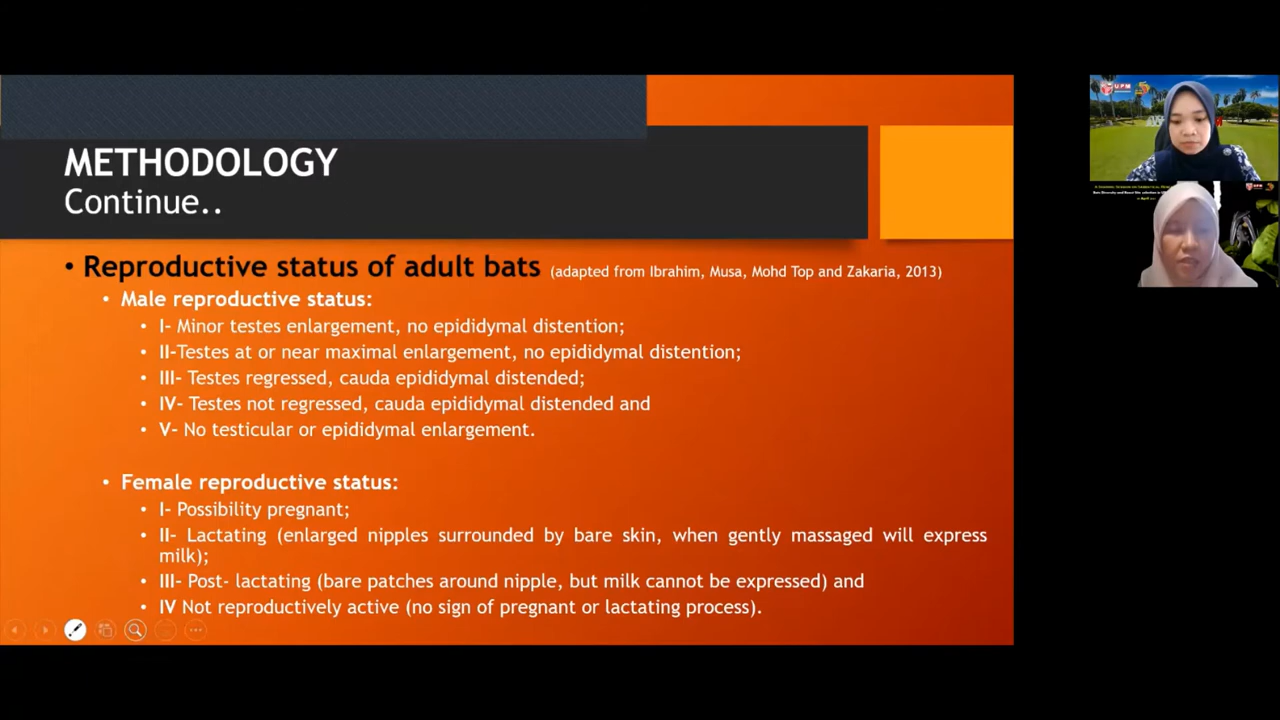 METHODOLOGY
Continue..
• Reproductive status of adult bats (adapted from Ibrahim, Musa, Mohd Top and Zakaria, 2013)
• Male reproductive status:
• I- Minor testes enlargement, no epididymal distention;
• II-Testes at or near maximal enlargement, no epididymal distention;
• III- Testes regressed, cauda epididymal distended;
• IV- Testes not regressed, cauda epididymal distended and
• V- No testicular or epididymal enlargement.
• Female reproductive status:
• I- Possibility pregnant;
• II- Lactating (enlarged nipples surrounded by bare skin, when gently massaged will express
milk);
• III- Post- lactating (bare patches around nipple, but milk cannot be expressed) and
• IV Not reproductively active (no sign of pregnant or lactating process).
UPM